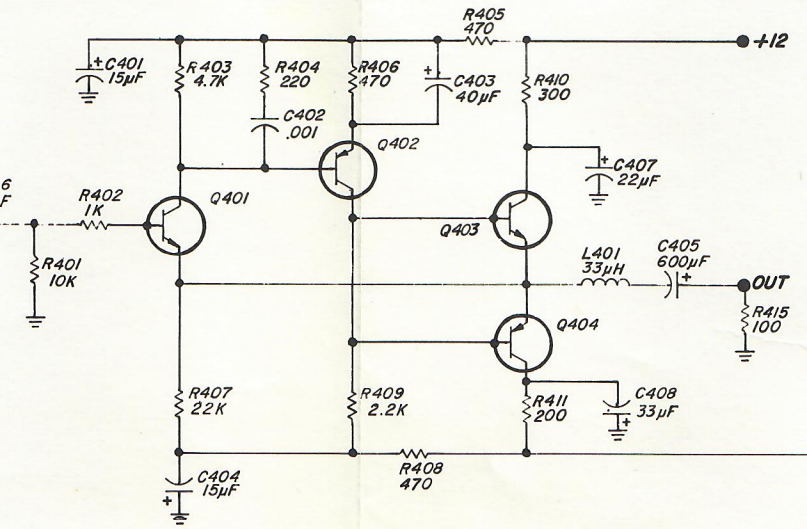 R405
470
+12
+
C401
15µF
R403
4.7K
R404
220
R406
470
+
C403
40µF
R410
300
C402
.001
Q402
+
C407
22µF
6
F
R402
1K
Q401
Q403
R401
10K
L401
33µH
C405
600µF
+
OUT
R415
100
Q404
R407
22K
R409
2.2K
R411
200
C408
33µF
+
C404
15µF
+
R408
470